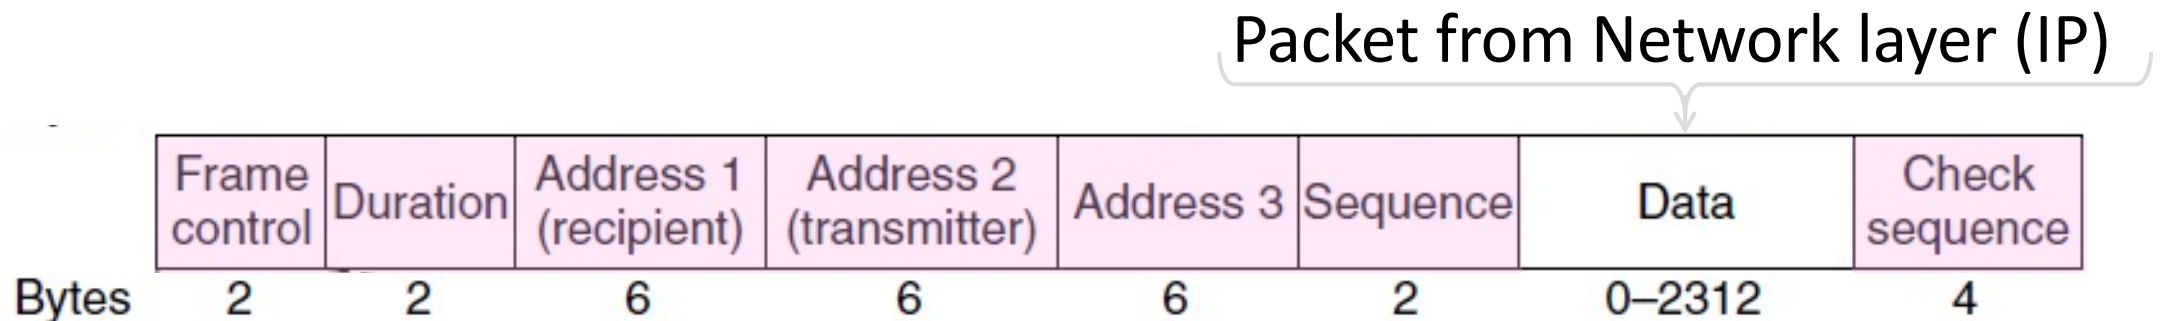 Packet from Network layer (IP)
Frame control
Duration
Address 1 (recipient)
Address 2 (transmitter)
Address 3
Sequence
Data
Check sequence
Bytes 2 2 6 6 6 2 0–2312 4